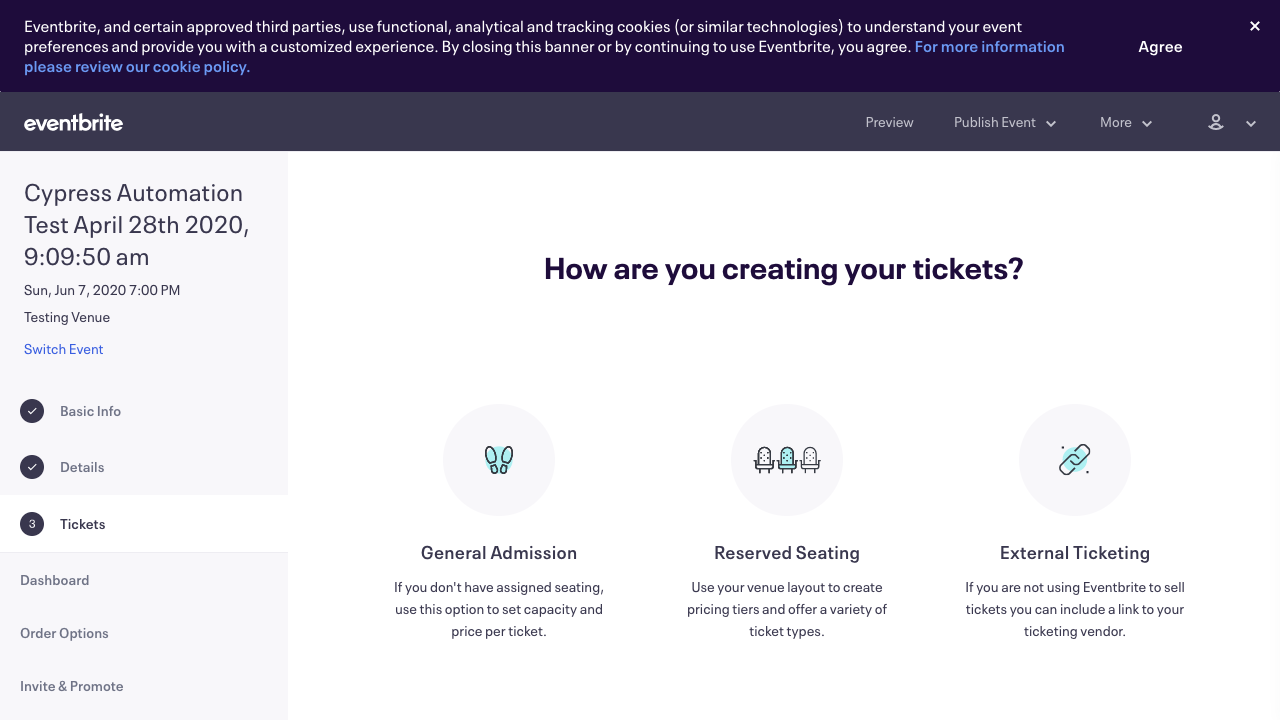 Eventbrite, and certain approved third parties, use functional, analytical and tracking cookies (or similar technologies) to understand your event
preferences and provide you with a customized experience. By closing this banner or by continuing to use Eventbrite, you agree. For more information
please review our cookie policy.
Agree
eventbrite
Preview
Publish Event
More
Cypress Automation
Test April 28th 2020,
9:09:50 am
Sun, Jun 7, 2020 7:00 PM
Testing Venue
Switch Event
Basic Info
Details
3 Tickets
Dashboard
Order Options
Invite & Promote
How are you creating your tickets?
General Admission
If you don't have assigned seating,
use this option to set capacity and
price per ticket.
Reserved Seating
Use your venue layout to create
pricing tiers and offer a variety of
ticket types.
External Ticketing
If you are not using Eventbrite to sell
tickets you can include a link to your
ticketing vendor.